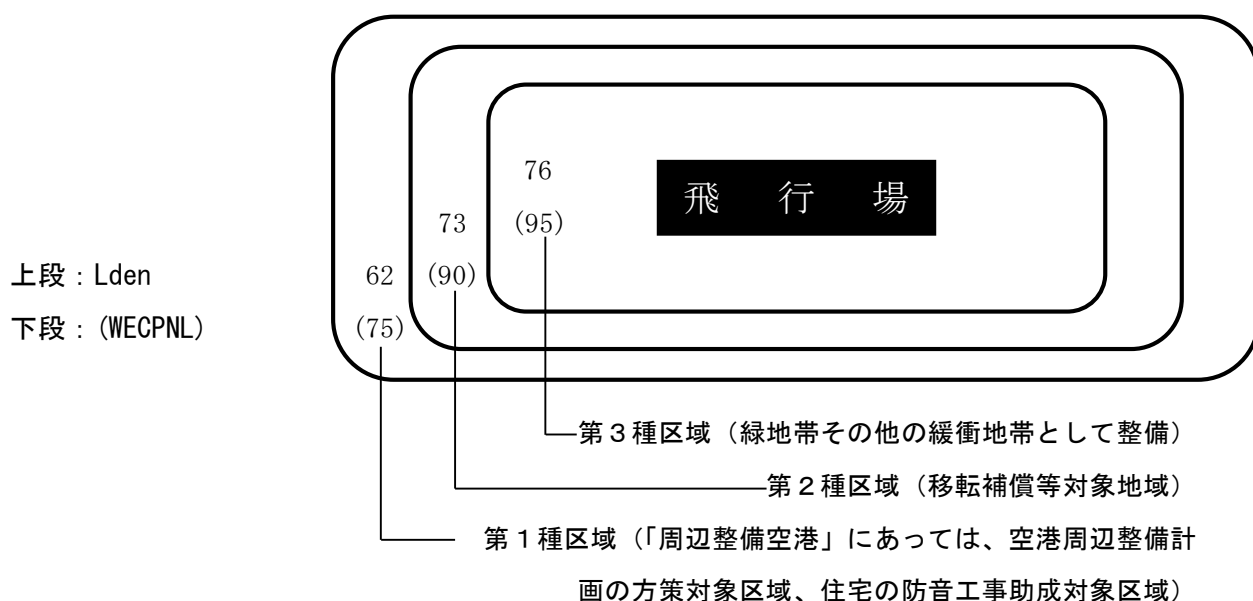 76
飛 行 場
(95)
73
(90)
62
(75)
上段：Lden
下段：(WECPNL)
第３種区域（緑地帯その他の緩衝地帯として整備）
第２種区域（移転補償等対象地域）
第１種区域（「周辺整備空港」にあっては、空港周辺整備計
画の方策対象区域、住宅の防音工事助成対象区域）